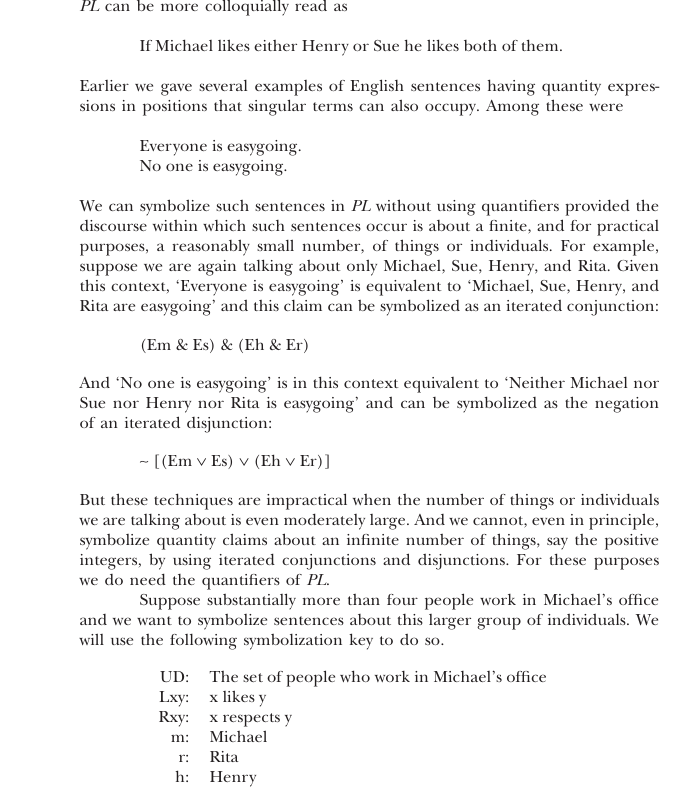 PL can be more colloquially read as
If Michael likes either Henry or Sue he likes both of them.
Earlier we gave several examples of English sentences having quantity expres-
sions in positions that singular terms can also occupy. Among these were
Everyone is easygoing.
No one is easygoing.
We can symbolize such sentences in PL without using quantifiers provided the
discourse within which such sentences occur is about a finite, and for practical
purposes, a reasonably small number, of things or individuals. For example,
suppose we are again talking about only Michael, Sue, Henry, and Rita. Given
this context, ‘Everyone is easygoing’ is equivalent to ‘Michael, Sue, Henry, and
Rita are easygoing’ and this claim can be symbolized as an iterated conjunction:
(Em & Es) & (Eh & Er)
And ‘No one is easygoing’ is in this context equivalent to ‘Neither Michael nor
Sue nor Henry nor Rita is easygoing’ and can be symbolized as the negation
of an iterated disjunction:
~ [(Em ∨ Es) ∨ (Eh ∨ Er)]
But these techniques are impractical when the number of things or individuals
we are talking about is even moderately large. And we cannot, even in principle,
symbolize quantity claims about an infinite number of things, say the positive
integers, by using iterated conjunctions and disjunctions. For these purposes
we do need the quantifiers of PL.
Suppose substantially more than four people work in Michael’s office
and we want to symbolize sentences about this larger group of individuals. We
will use the following symbolization key to do so.
UD: The set of people who work in Michael’s office
Lxy: x likes y
Rxy: x respects y
m: Michael
r: Rita
h: Henry